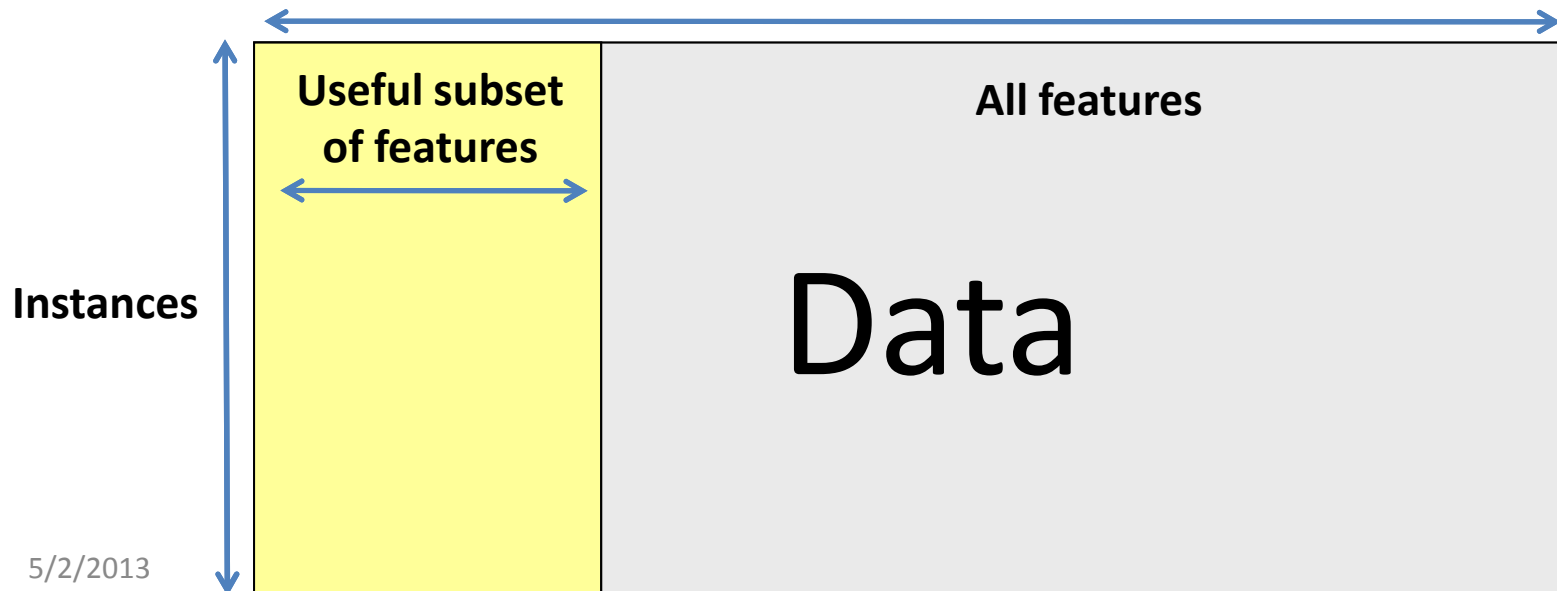 Useful subset
of features
All features
Instances
Data
5/2/2013